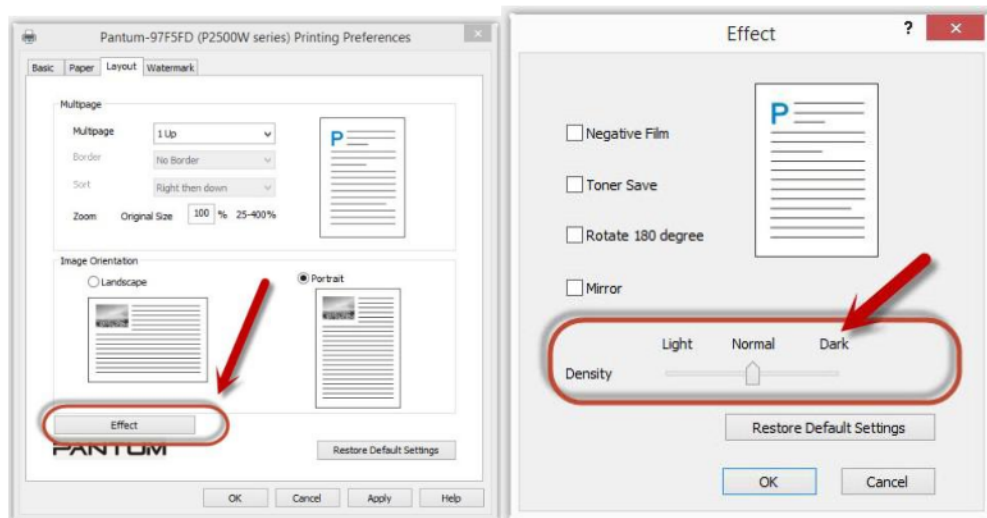 Pantum-97F5FD (P2500W series) Printing Preferences
Basic Paper Layout Watermark
Multipage
Multipage 1 Up
Border No Border
Sort Right then down
Zoom Original Size 100 % 25-400%
P
Image Orientation
Landscape Portrait
Effect
PANTUM
Restore Default Settings
OK Cancel Apply Help
Effect ?
P
Negative Film
Toner Save
Rotate 180 degree
Mirror
Light Normal Dark
Density
Restore Default Settings
OK Cancel